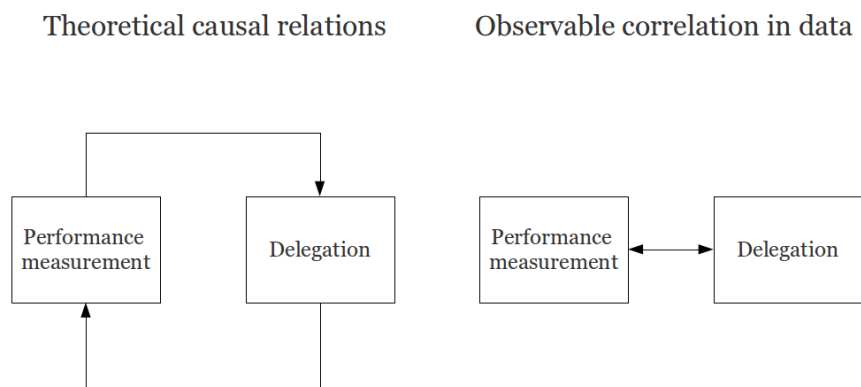 Theoretical causal relations
Observable correlation in data
Performance
measurement
Delegation
Performance
measurement
Delegation